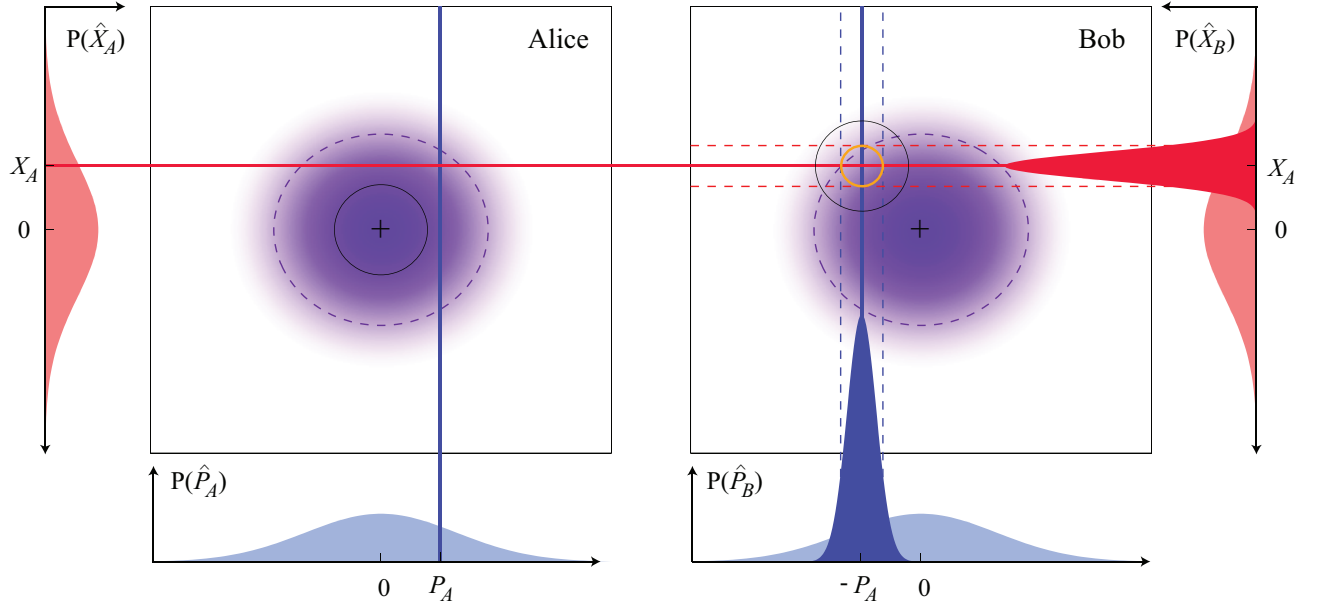 P(X̂_A)
Alice
Bob
P(X̂_B)
X_A
X_A
0
0
P(P̂_A)
P(P̂_B)
0
P_A
- P_A
0